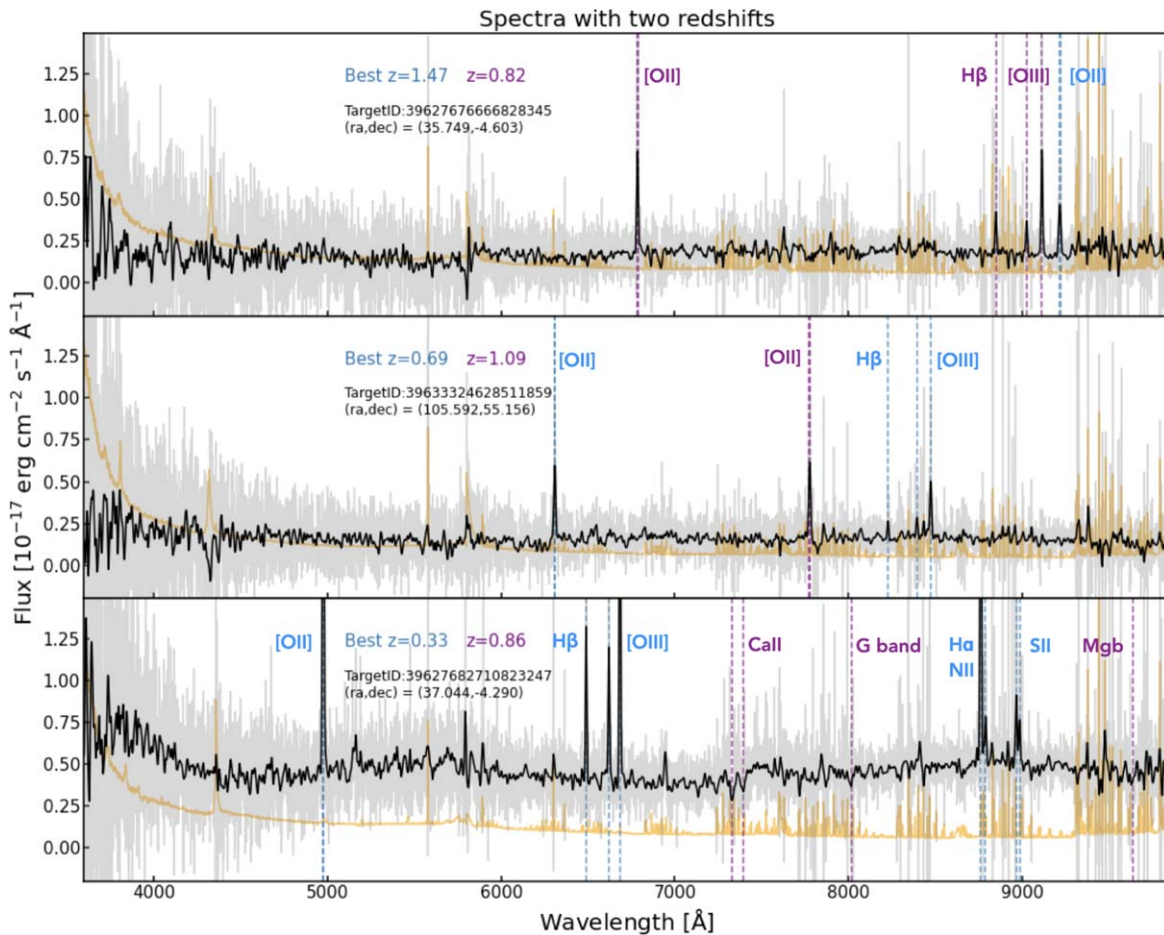 Spectra with two redshifts
Flux [10⁻¹⁷ erg cm⁻² s⁻¹ Å⁻¹]
1.25
1.00
0.75
0.50
0.25
0.00
Best z=1.47 z=0.82
TargetID:39627676666828345
(ra,dec) = (35.749,-4.603)
[OII]
Hβ
[OIII]
[OII]
1.25
1.00
0.75
0.50
0.25
0.00
Best z=0.69 z=1.09
TargetID:39633324628511859
(ra,dec) = (105.592,55.156)
[OII]
[OII]
Hβ
[OIII]
1.25
1.00
0.75
0.50
0.25
0.00
[OII]
Best z=0.33 z=0.86
TargetID:39627682710823247
(ra,dec) = (37.044,-4.290)
Hβ
[OIII]
CaII
G band
Hα
NII
SII
Mgb
4000 5000 6000 7000 8000 9000
Wavelength [Å]